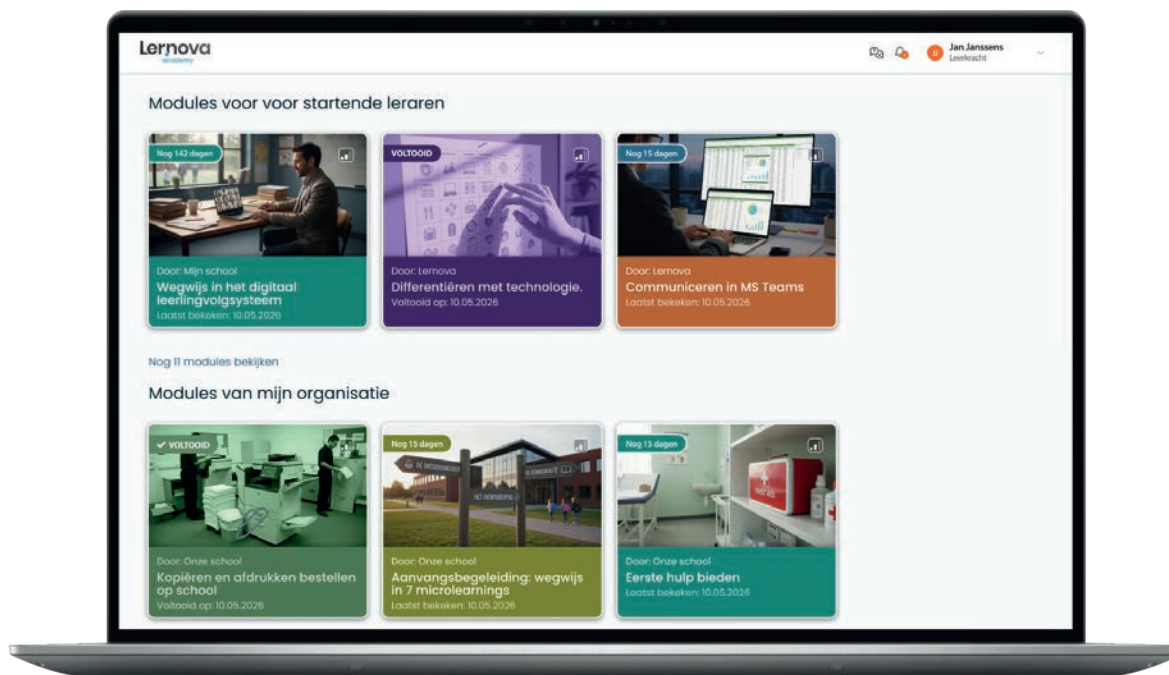 Lernova
academy
Jan Janssens
Leerkracht
Modules voor voor startende leraren
Nog 142 dagen
Door: Mijn school
Wegwijs in het digitaal
leerlingvolgsysteem
Laatst bekeken: 10.05.2026
VOLTOOID
Door: Lernova
Differentiëren met technologie.
Voltooid op: 10.05.2026
Nog 15 dagen
Door: Lernova
Communiceren in MS Teams
Laatst bekeken: 10.05.2026
Nog 11 modules bekijken
Modules van mijn organisatie
VOLTOOID
Door: Onze school
Kopiëren en afdrukken bestellen
op school
Voltooid op: 10.05.2026
Nog 15 dagen
HET
Door: Onze school
Aanvangsbegeleiding: wegwijs
in 7 microlearnings
Laatst bekeken: 10.05.2026
Nog 15 dagen
FIRST AID
Door: Onze school
Eerste hulp bieden
Laatst bekeken: 10.05.2026